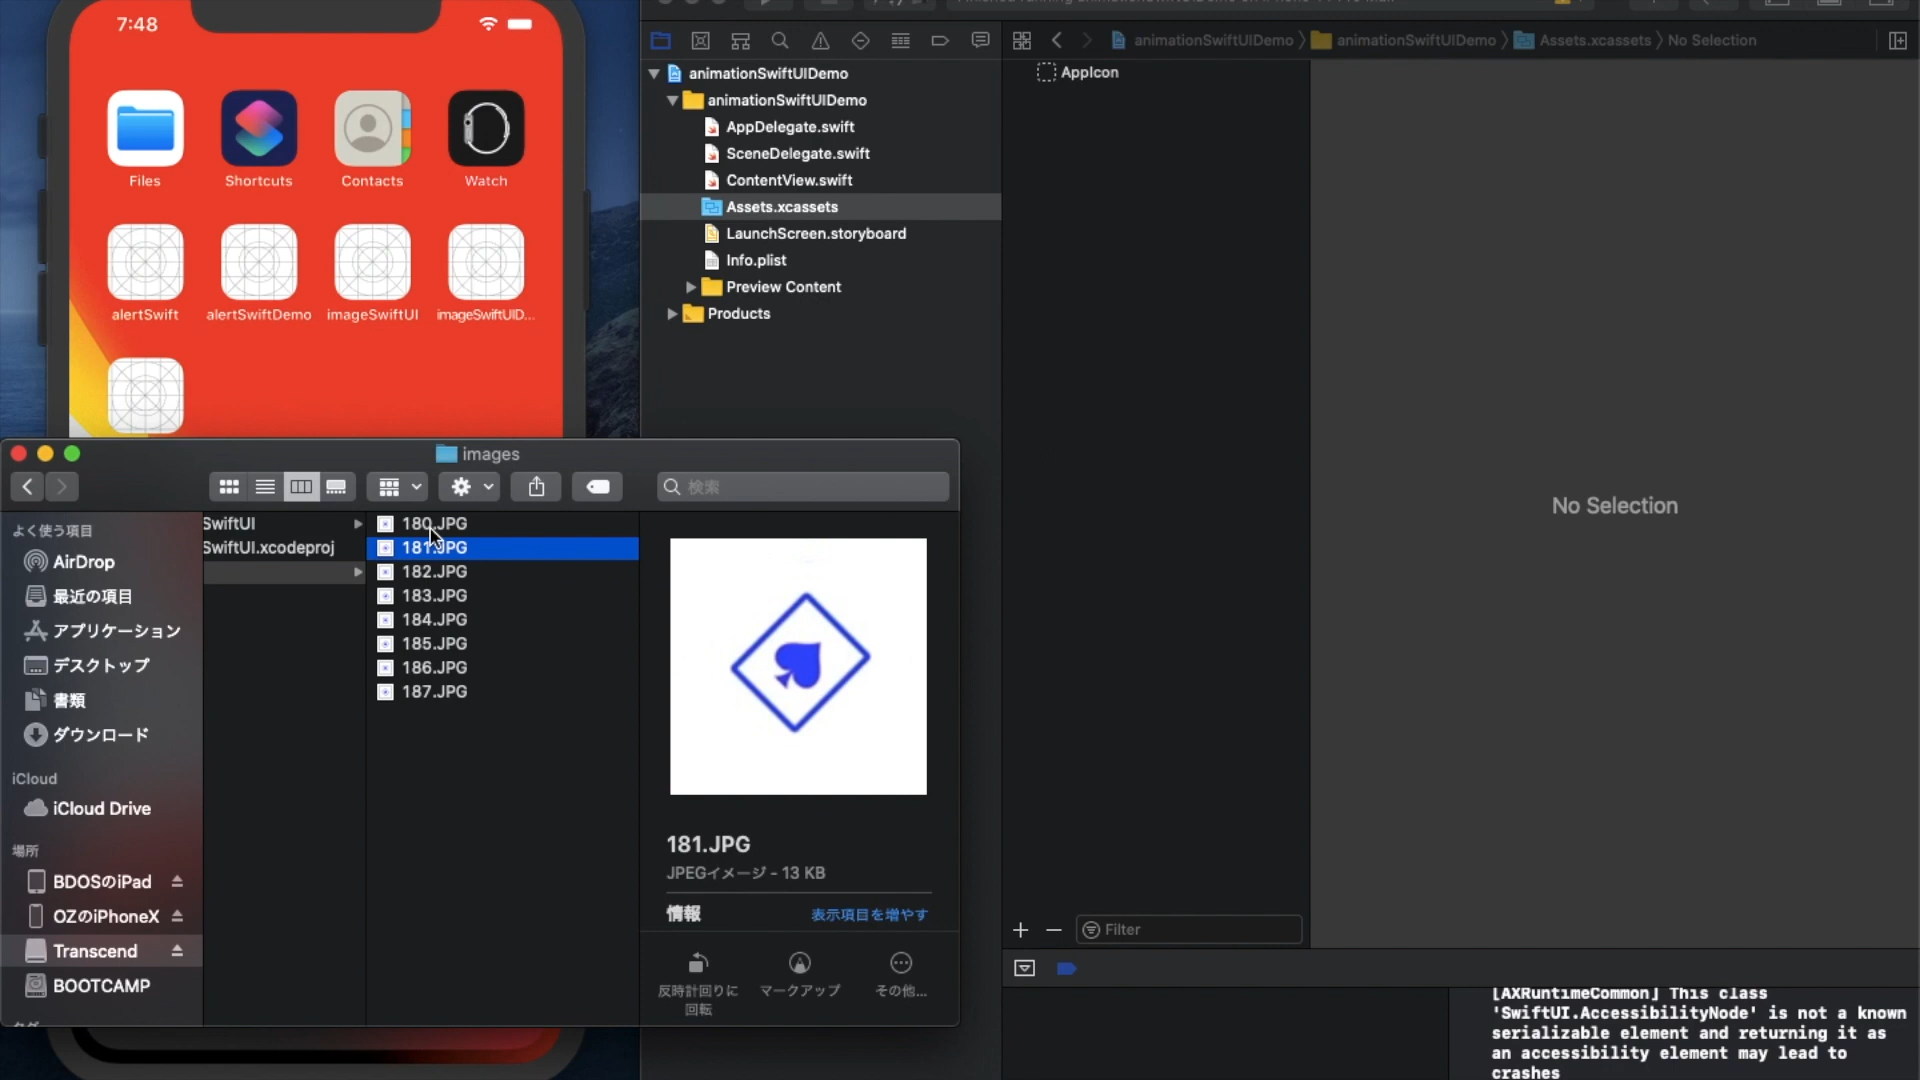 7:48
Files
Shortcuts
Contacts
Watch
alertSwift
alertSwiftDemo
imageSwiftUI
imageSwiftUID...
animationSwiftUIDemo
animationSwiftUIDemo
AppDelegate.swift
SceneDelegate.swift
ContentView.swift
Assets.xcassets
LaunchScreen.storyboard
Info.plist
Preview Content
Products
animationSwiftUIDemo
animationSwiftUIDemo
Assets.xcassets
No Selection
AppIcon
No Selection
Filter
images
検索
よく使う項目
AirDrop
最近の項目
アプリケーション
デスクトップ
書類
ダウンロード
iCloud
iCloud Drive
場所
BDOSのiPad
OZのiPhoneX
Transcend
BOOTCAMP
SwiftUI
SwiftUI.xcodeproj
180.JPG
181.JPG
182.JPG
183.JPG
184.JPG
185.JPG
186.JPG
187.JPG
181.JPG
JPEGイメージ - 13 KB
情報
表示項目を増やす
反時計回りに
回転
マークアップ
その他...
[AXRuntimeCommon] This class
'SwiftUI.AccessibilityNode' is not a known
serializable element and returning it as
an accessibility element may lead to
crashes